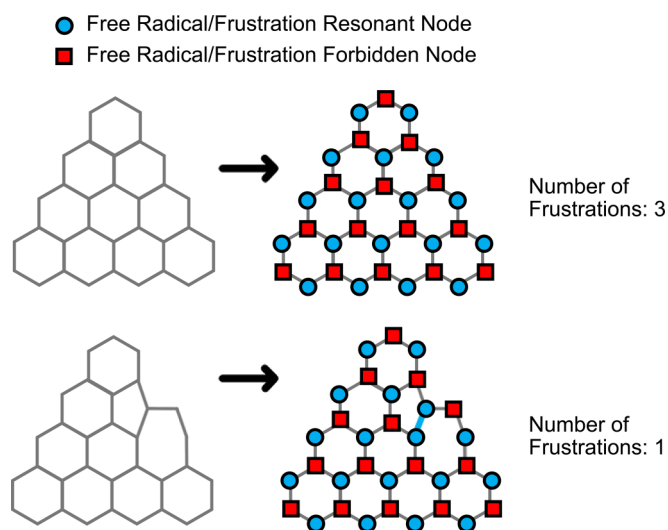 Free Radical/Frustration Resonant Node
Free Radical/Frustration Forbidden Node
Number of
Frustrations: 3
Number of
Frustrations: 1